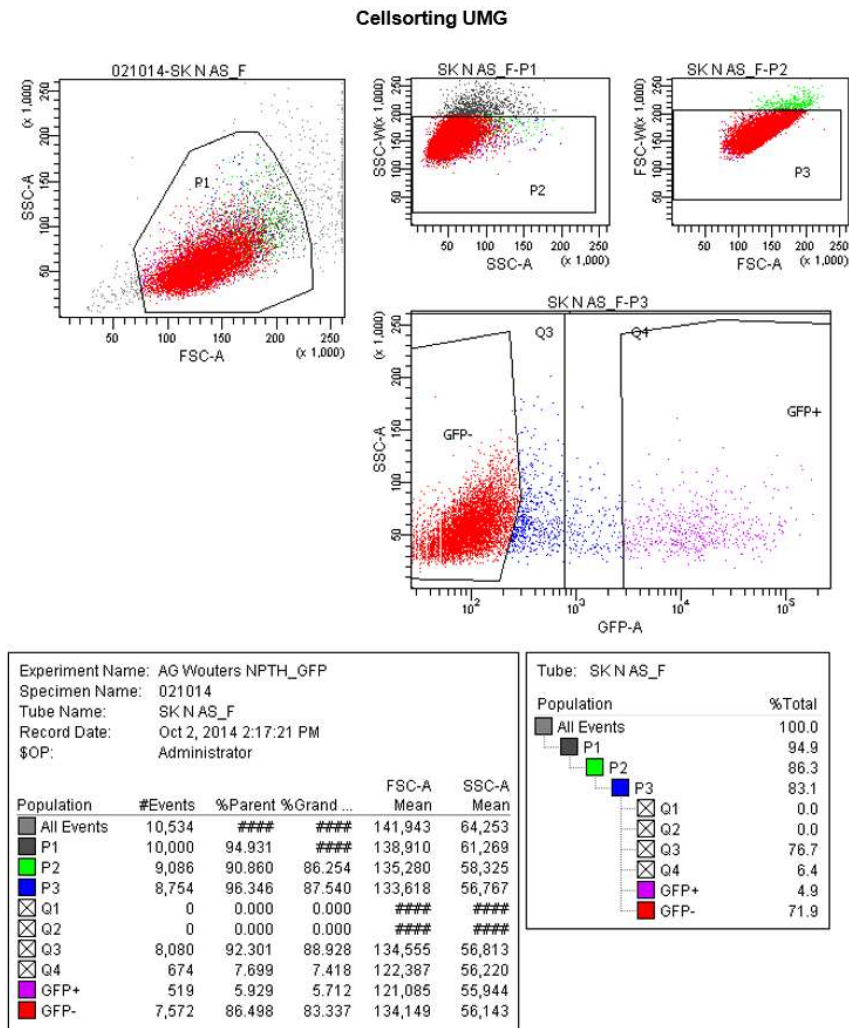 Cellsorting UMG
021014-SK N AS_F
(x 1,000)
SSC-A
250
200
150
100
50
P1
50 100 150 200 250
FSC-A (x 1,000)
SK N AS_F-P1
SSC-W(x 1,000)
50 100 150 200 250
P2
50 100 150 200 250
SSC-A (x 1,000)
SK N AS_F-P2
FSC-W(x 1,000)
50 100 150 200 250
P3
50 100 150 200 250
FSC-A (x 1,000)
SK N AS_F-P3
(x 1,000)
SSC-A
250
200
150
100
50
Q3 Q4
GFP- GFP+
10^2 10^3 10^4 10^5
GFP-A
Experiment Name: AG Wouters NPTH_GFP
Specimen Name: 021014
Tube Name: SK N AS_F
Record Date: Oct 2, 2014 2:17:21 PM
$OP: Administrator
FSC-A SSC-A
Population #Events %Parent %Grand ... Mean Mean
All Events 10,534 #### #### 141,943 64,253
P1 10,000 94.931 #### 138,910 61,269
P2 9,086 90.860 86.254 135,280 58,325
P3 8,754 96.346 87.540 133,618 56,767
Q1 0 0.000 0.000 #### ####
Q2 0 0.000 0.000 #### ####
Q3 8,080 92.301 88.928 134,555 56,813
Q4 674 7.699 7.418 122,387 56,220
GFP+ 519 5.929 5.712 121,085 55,944
GFP- 7,572 86.498 83.337 134,149 56,143
Tube: SK N AS_F
Population %Total
All Events 100.0
P1 94.9
P2 86.3
P3 83.1
Q1 0.0
Q2 0.0
Q3 76.7
Q4 6.4
GFP+ 4.9
GFP- 71.9